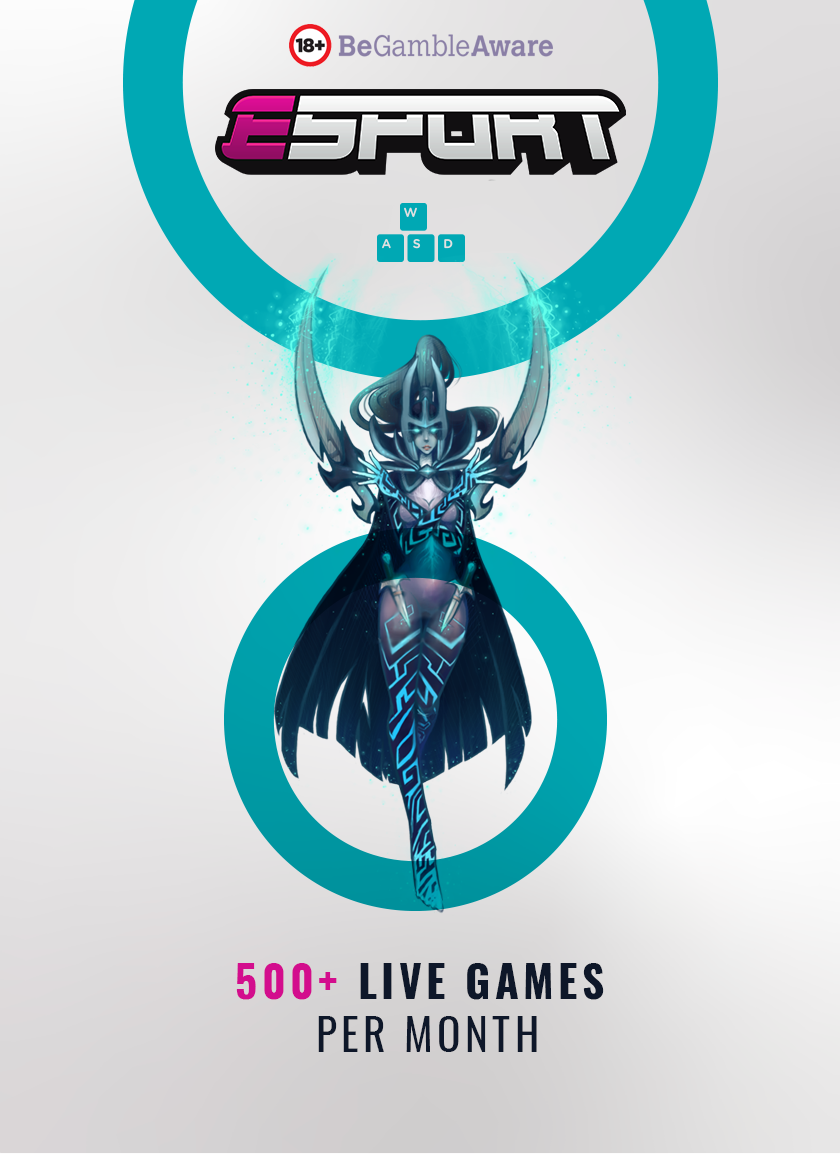 18+ BeGambleAware
ESPORT
W
A S D
500+ LIVE GAMES
PER MONTH